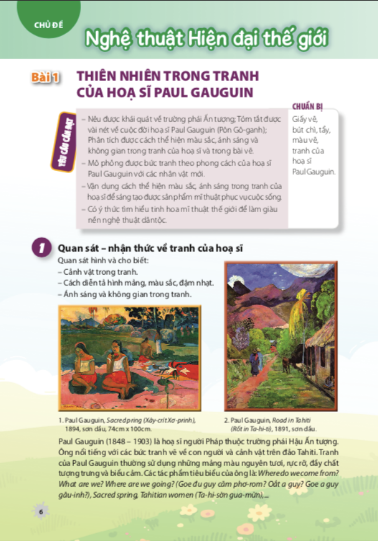 CHỦ ĐỀ
Nghệ thuật Hiện đại thế giới
Bài 1
THIÊN NHIÊN TRONG TRANH
CỦA HOẠ SĨ PAUL GAUGUIN
YÊU CẦU CẦN ĐẠT
– Nêu được khái quát về trường phái Ấn tượng; Tóm tắt được
vài nét về cuộc đời hoạ sĩ Paul Gauguin (Pôn Gô-ganh);
Phân tích được cách thể hiện màu sắc, ánh sáng và
không gian trong tranh của hoạ sĩ và trong bài vẽ.
– Mô phỏng được bức tranh theo phong cách của hoạ sĩ
Paul Gauguin với các nhân vật mới.
– Vận dụng cách thể hiện màu sắc, ánh sáng trong tranh của
hoạ sĩ để sáng tạo được sản phẩm mĩ thuật phục vụ cuộc sống.
– Có ý thức tìm hiểu tinh hoa mĩ thuật thế giới để làm giàu
nền nghệ thuật dân tộc.
CHUẨN BỊ
Giấy vẽ,
bút chì, tẩy,
màu vẽ,
tranh của
hoạ sĩ
Paul Gauguin.
1
Quan sát – nhận thức về tranh của hoạ sĩ
Quan sát hình và cho biết:
– Cảnh vật trong tranh.
– Cách diễn tả hình mảng, màu sắc, đậm nhạt.
– Ánh sáng và không gian trong tranh.
1. Paul Gauguin, Sacred spring (Xây-crít Xơ-prinh),
1894, sơn dầu, 74cm x 100cm.
2. Paul Gauguin, Road in Tahiti
(Rốt in Ta-hi-ti), 1891, sơn dầu.
Paul Gauguin (1848 – 1903) là hoạ sĩ người Pháp thuộc trường phái Hậu Ấn tượng.
Ông nổi tiếng với các bức tranh vẽ về con người và cảnh vật trên đảo Tahiti. Tranh
của Paul Gauguin thường sử dụng những mảng màu nguyên tươi, rực rỡ, đầy chất
tượng trưng và biểu cảm. Các tác phẩm tiêu biểu của ông là: Where do we come from?
What are we? Where are we going? (Goe đu guy căm phơ-rom? Oắt a guy? Goe a guy
gâu-inh?), Sacred spring, Tahitian women (Ta-hi-sờn gua-mứn),...
6